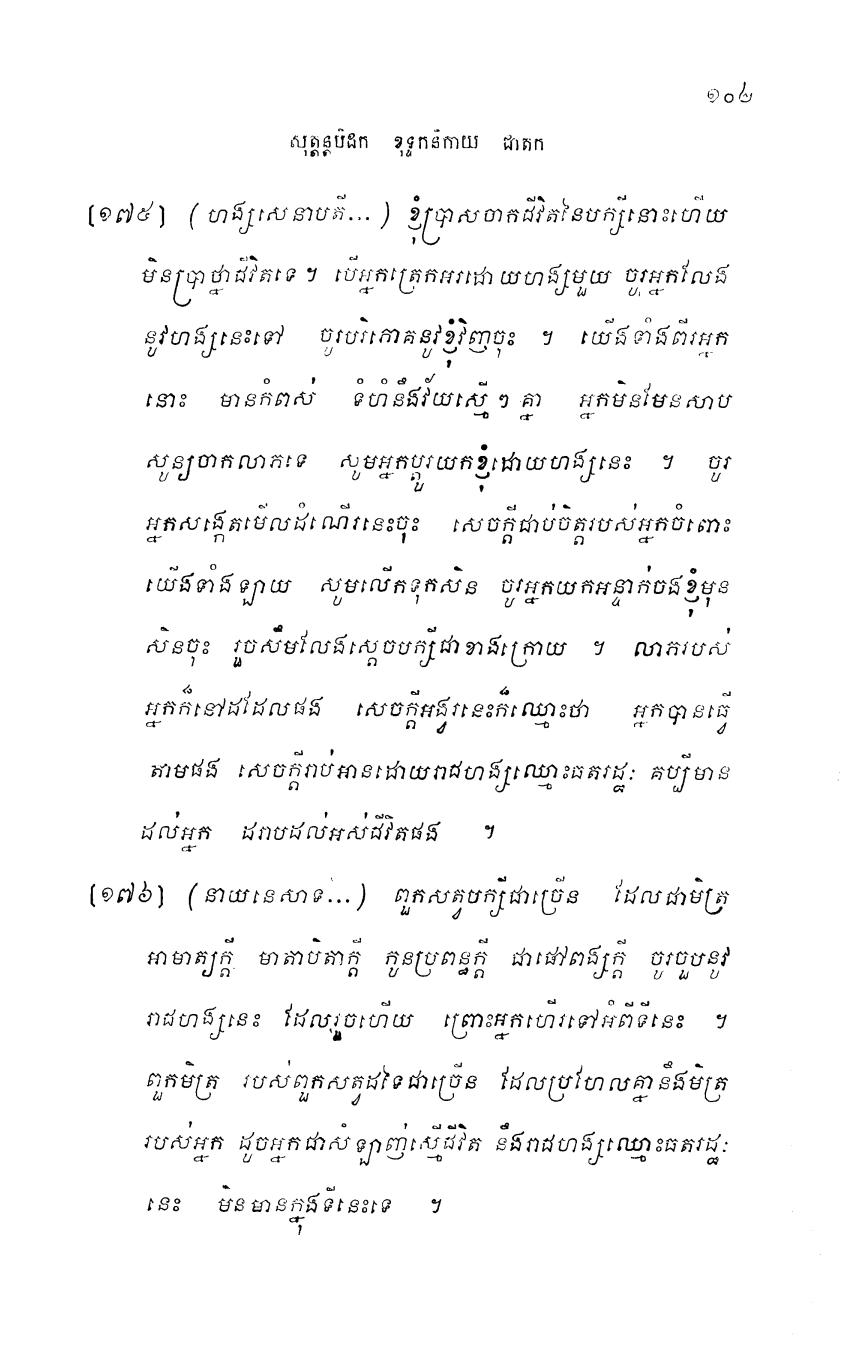 ១០៤
សុត្តន្តបិដក ខុទ្ទកនិកាយ ជាតក
[១៧៥] (ហង្សសេនាបតី...) ខ្ញុំប្រាសចាកជីវិតនៃបក្សីនោះហើយ
មិនប្រាថ្នាជីវិតទេ ។ បើអ្នកត្រេកអរដោយហង្សមួយ ចូរអ្នកលែង
នូវហង្សនេះទៅ ចូរបរិភោគនូវខ្ញុំវិញចុះ ។ យើងទាំងពីរអ្នក
នោះ មានកំពស់ ទំហំនឹងវ័យស្មើ ៗ គ្នា អ្នកមិនមែនសាប
សូន្យចាកលាភទេ សូមអ្នកប្តូរយកខ្ញុំដោយហង្សនេះ ។ ចូរ
អ្នកសង្កេតមើលដំណើរនេះចុះ សេចក្តីជាប់ចិត្តរបស់អ្នកចំពោះ
យើងទាំងឡាយ សូមលើកទុកសិន ចូរអ្នកយកអន្ទាក់ចងខ្ញុំមុន
សិនចុះ រួចសឹមលែងស្តេចបក្សីជាខាងក្រោយ ។ លាភរបស់
អ្នកក៏នៅដដែលផង សេចក្តីអង្វរនេះក៏ឈ្មោះថា អ្នកបានធ្វើ
តាមផង សេចក្តីរាប់អានដោយរាជហង្សឈ្មោះធតរដ្ឋៈ គប្បីមាន
ដល់អ្នក ដរាបដល់អស់ជីវិតផង ។
[១៧៦] (នាយនេសាទ...) ពួកសត្វបក្សីជាច្រើន ដែលជាមិត្រ
អាមាត្យក្តី មាតាបិតាក្តី កូនប្រពន្ធក្តី ជាផៅពង្សក្តី ចូរចួបនូវ
រាជហង្សនេះ ដែលរួចហើយ ព្រោះអ្នកហើរទៅអំពីទីនេះ ។
ពួកមិត្រ របស់ពួកសត្វដទៃជាច្រើន ដែលប្រហែលគ្នានឹងមិត្រ
របស់អ្នក ដូចអ្នកជាសំឡាញ់ស្មើជីវិត នឹងរាជហង្សឈ្មោះធតរដ្ឋៈ
នេះ មិនមានក្នុងទីនេះទេ ។